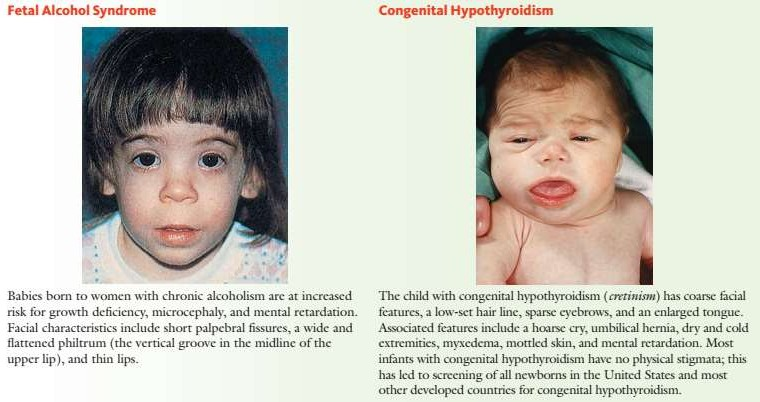 Fetal Alcohol Syndrome
Babies born to women with chronic alcoholism are at increased
risk for growth deficiency, microcephaly, and mental retardation.
Facial characteristics include short palpebral fissures, a wide and
flattened philtrum (the vertical groove in the midline of the
upper lip), and thin lips.
Congenital Hypothyroidism
The child with congenital hypothyroidism (cretinism) has coarse facial
features, a low-set hair line, sparse eyebrows, and an enlarged tongue.
Associated features include a hoarse cry, umbilical hernia, dry and cold
extremities, myxedema, mottled skin, and mental retardation. Most
infants with congenital hypothyroidism have no physical stigmata; this
has led to screening of all newborns in the United States and most
other developed countries for congenital hypothyroidism.